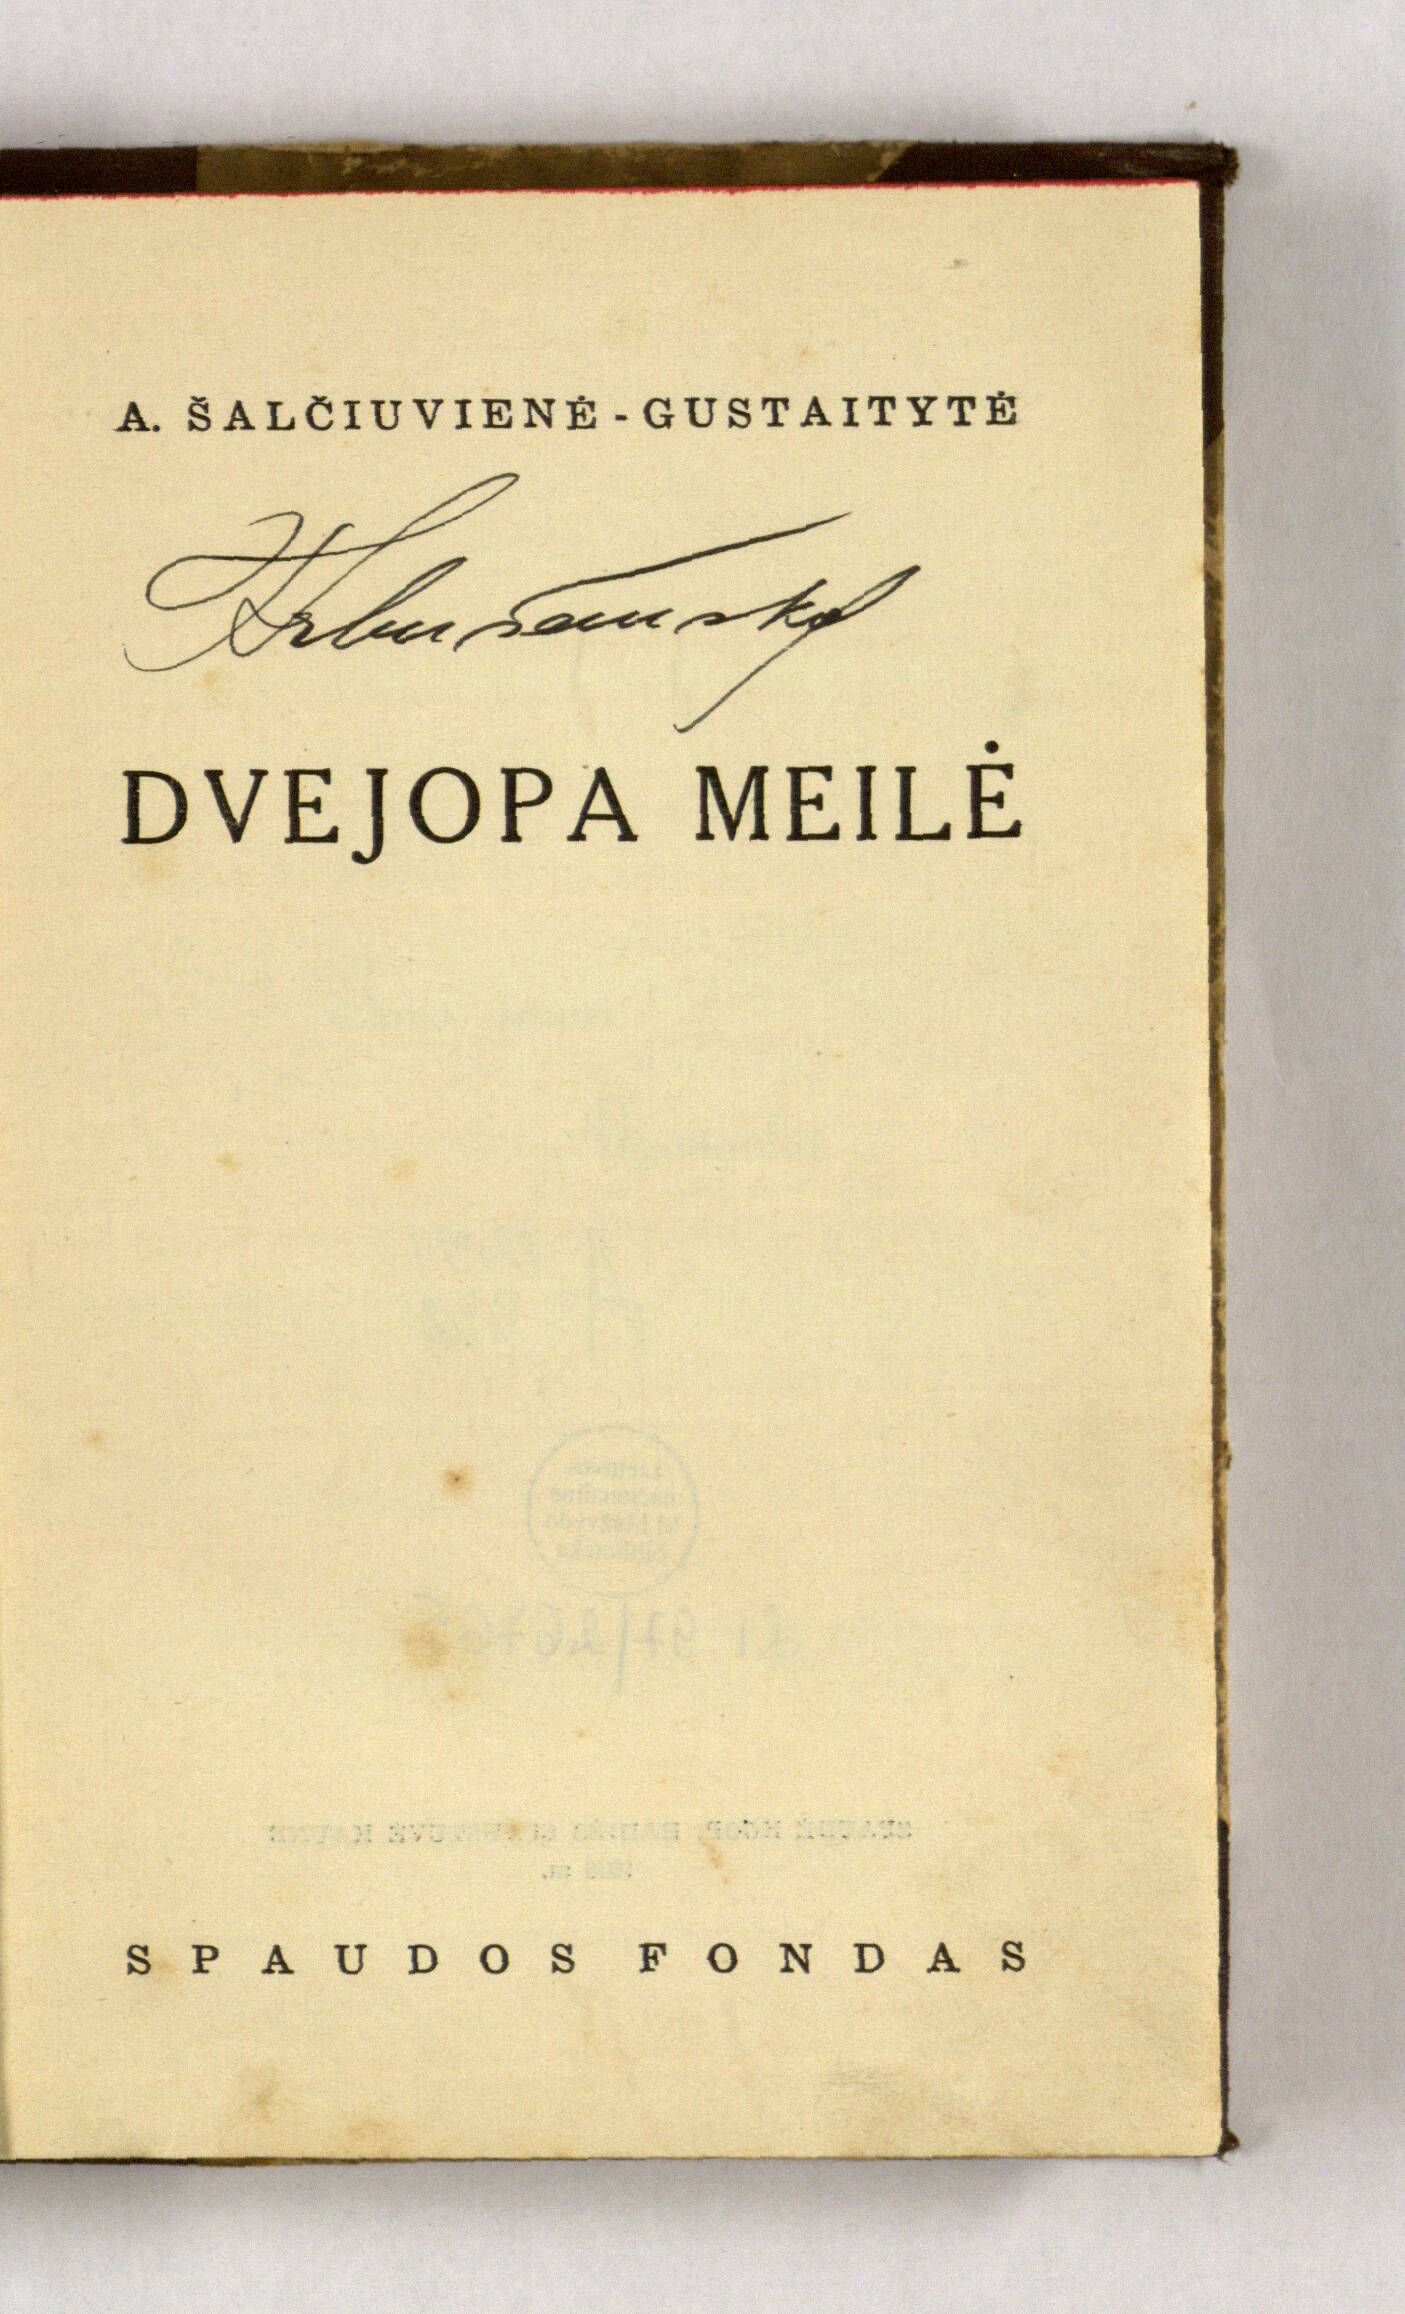 A. ŠALČIUVIENĖ-GUSTAITYTĖ
DVEJOPA MEILĖ
SPAUDOS FONDAS